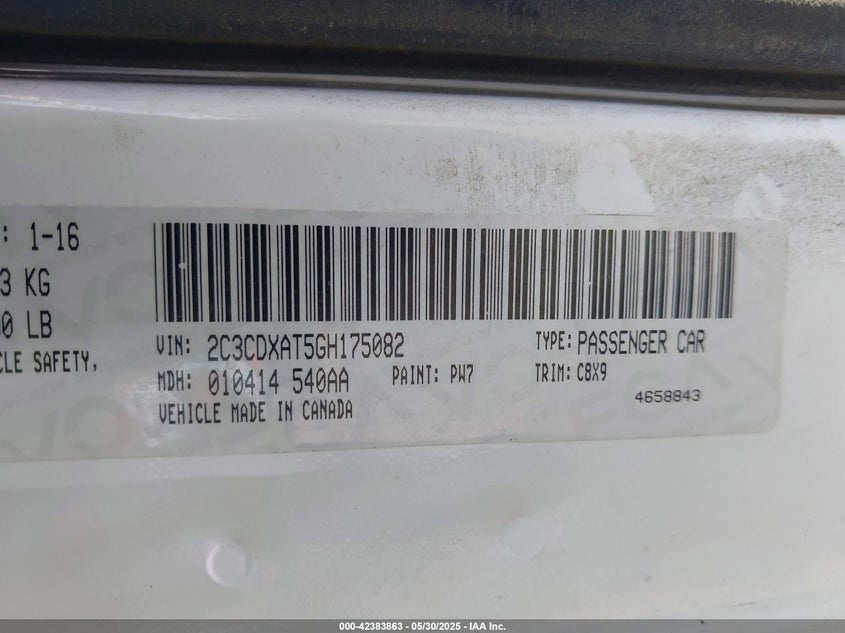 : 1-16
3 KG
0 LB
CLE SAFETY,
VIN: 2C3CDXAT5GH175082 TYPE: PASSENGER CAR
MDH: 010414 540AA PAINT: PW7 TRIM: C8X9
VEHICLE MADE IN CANADA 4658843
000-42383863 - 05/30/2025 - IAA Inc.